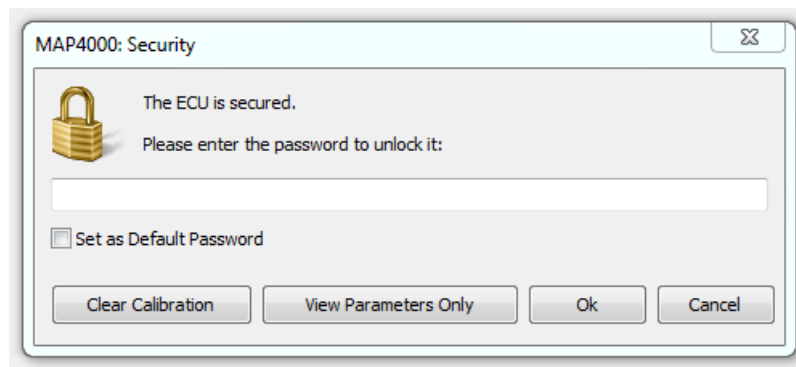 MAP4000: Security
The ECU is secured.
Please enter the password to unlock it:
Set as Default Password
Clear Calibration View Parameters Only Ok Cancel